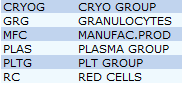 CRYOG CRYO GROUP
GRG GRANULOCYTES
MFC MANUFAC.PROD
PLAS PLASMA GROUP
PLTG PLT GROUP
RC RED CELLS